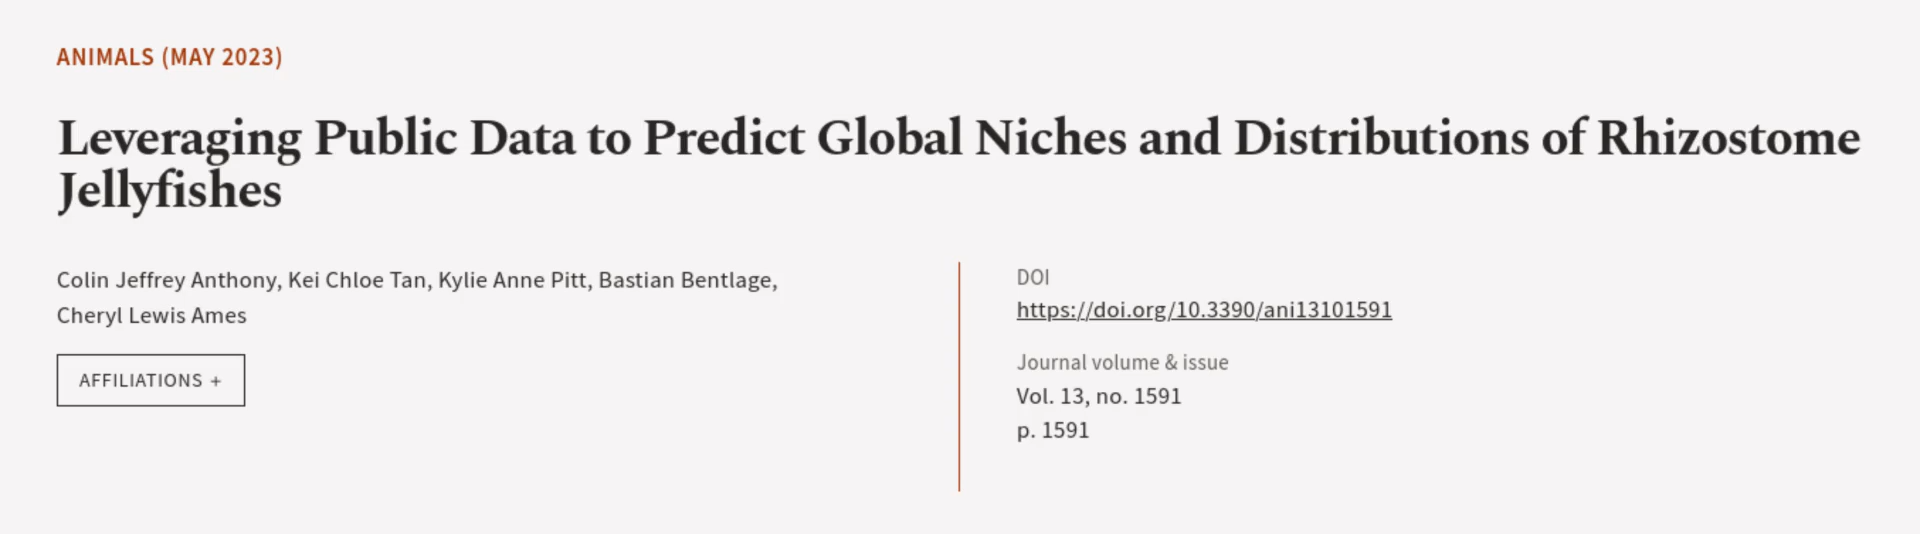 ANIMALS (MAY 2023)
Leveraging Public Data to Predict Global Niches and Distributions of Rhizostome
Jellyfishes
Colin Jeffrey Anthony, Kei Chloe Tan, Kylie Anne Pitt, Bastian Bentlage,
Cheryl Lewis Ames
AFFILIATIONS +
DOI
https://doi.org/10.3390/ani13101591
Journal volume & issue
Vol. 13, no. 1591
p. 1591